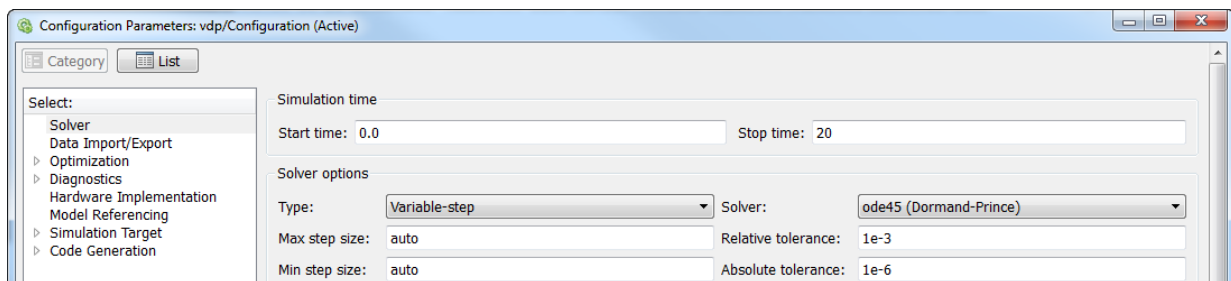 Configuration Parameters: vdp/Configuration (Active)
Category List
Select:
Solver
Data Import/Export
Optimization
Diagnostics
Hardware Implementation
Model Referencing
Simulation Target
Code Generation
Simulation time
Start time: 0.0 Stop time: 20
Solver options
Type: Variable-step Solver: ode45 (Dormand-Prince)
Max step size: auto Relative tolerance: 1e-3
Min step size: auto Absolute tolerance: 1e-6